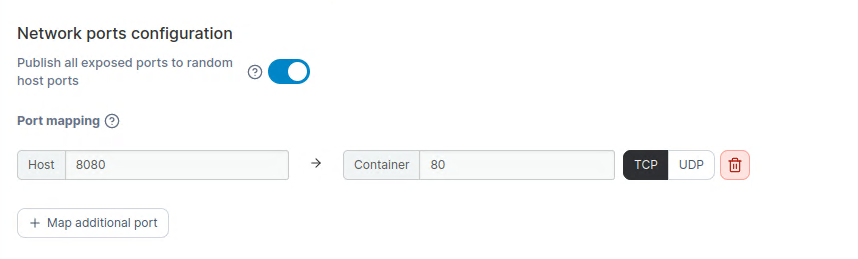 Network ports configuration
Publish all exposed ports to random
host ports
Port mapping
Host 8080 → Container 80 TCP UDP
+ Map additional port